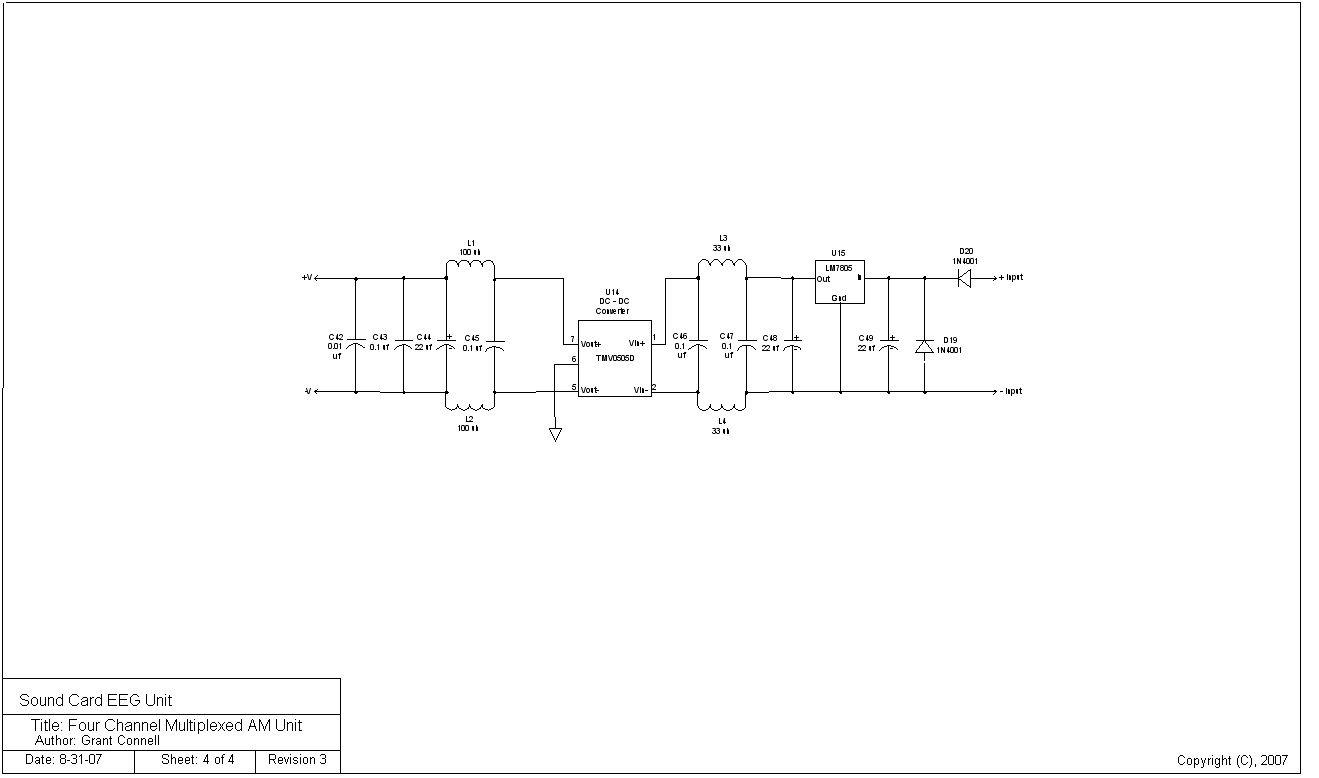 L1
100 uh
L3
33 uh
U15
LM7805
Out
In
Gnd
D20
1N4001
+V
+ Input
U14
DC - DC
Converter
C42
0.01
uf
C43
0.1 uf
C44
22 uf
+
-
C45
0.1 uf
7
Vout+
Vin+
1
6
TMV0505D
5
Vout-
Vin-
2
C46
0.1
uf
C47
0.1
uf
C48
22 uf
+
-
C49
22 uf
+
-
D19
1N4001
-V
- Input
L2
100 uh
L4
33 uh
Sound Card EEG Unit
Title: Four Channel Multiplexed AM Unit
Author: Grant Connell
Date: 8-31-07
Sheet: 4 of 4
Revision 3
Copyright (C), 2007